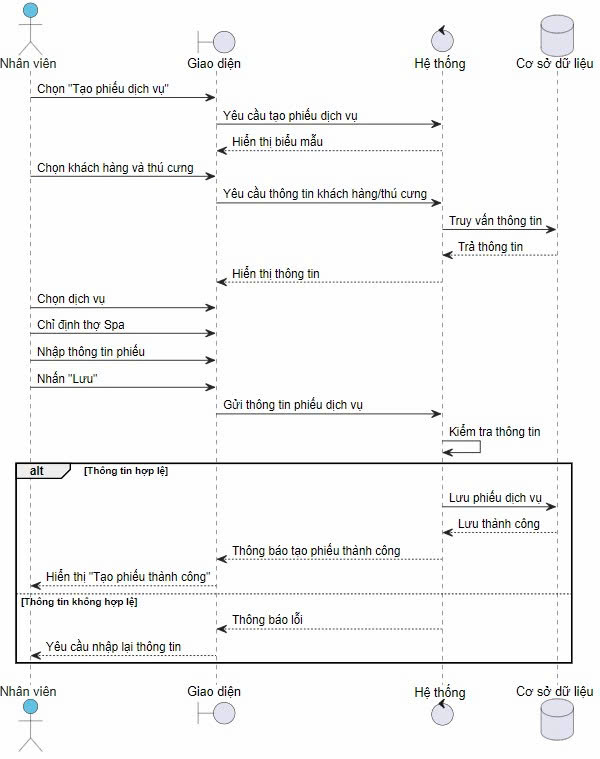 Nhân viên
Giao diện
Hệ thống
Cơ sở dữ liệu
Chọn "Tạo phiếu dịch vụ"
Yêu cầu tạo phiếu dịch vụ
Hiển thị biểu mẫu
Chọn khách hàng và thú cưng
Yêu cầu thông tin khách hàng/thú cưng
Truy vấn thông tin
Trả thông tin
Hiển thị thông tin
Chọn dịch vụ
Chỉ định thợ Spa
Nhập thông tin phiếu
Nhấn "Lưu"
Gửi thông tin phiếu dịch vụ
Kiểm tra thông tin
alt [Thông tin hợp lệ]
Lưu phiếu dịch vụ
Lưu thành công
Thông báo tạo phiếu thành công
Hiển thị "Tạo phiếu thành công"
[Thông tin không hợp lệ]
Thông báo lỗi
Yêu cầu nhập lại thông tin
Nhân viên
Giao diện
Hệ thống
Cơ sở dữ liệu